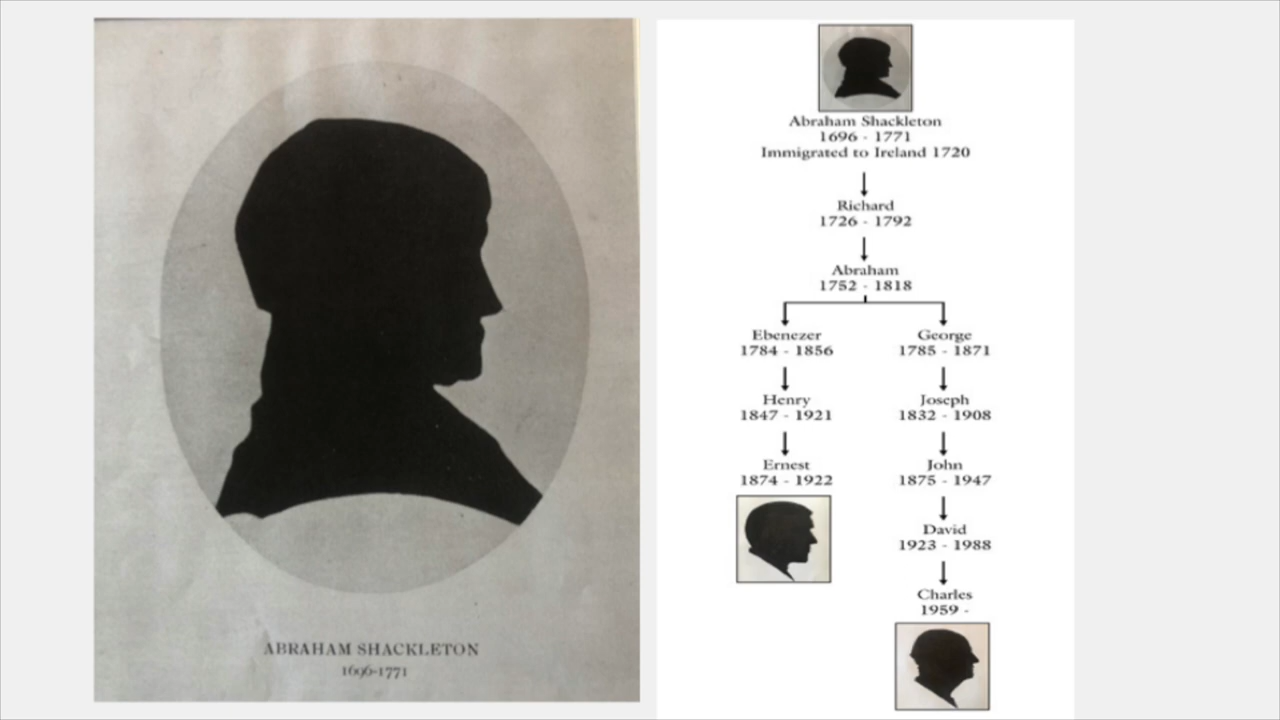 ABRAHAM SHACKLETON
1696-1771
Abraham Shackleton
1696 - 1771
Immigrated to Ireland 1720
Richard
1726 - 1792
Abraham
1752 - 1818
Ebenezer
1784 - 1856
George
1785 - 1871
Henry
1847 - 1921
Joseph
1832 - 1908
Ernest
1874 - 1922
John
1875 - 1947
David
1923 - 1988
Charles
1959 -